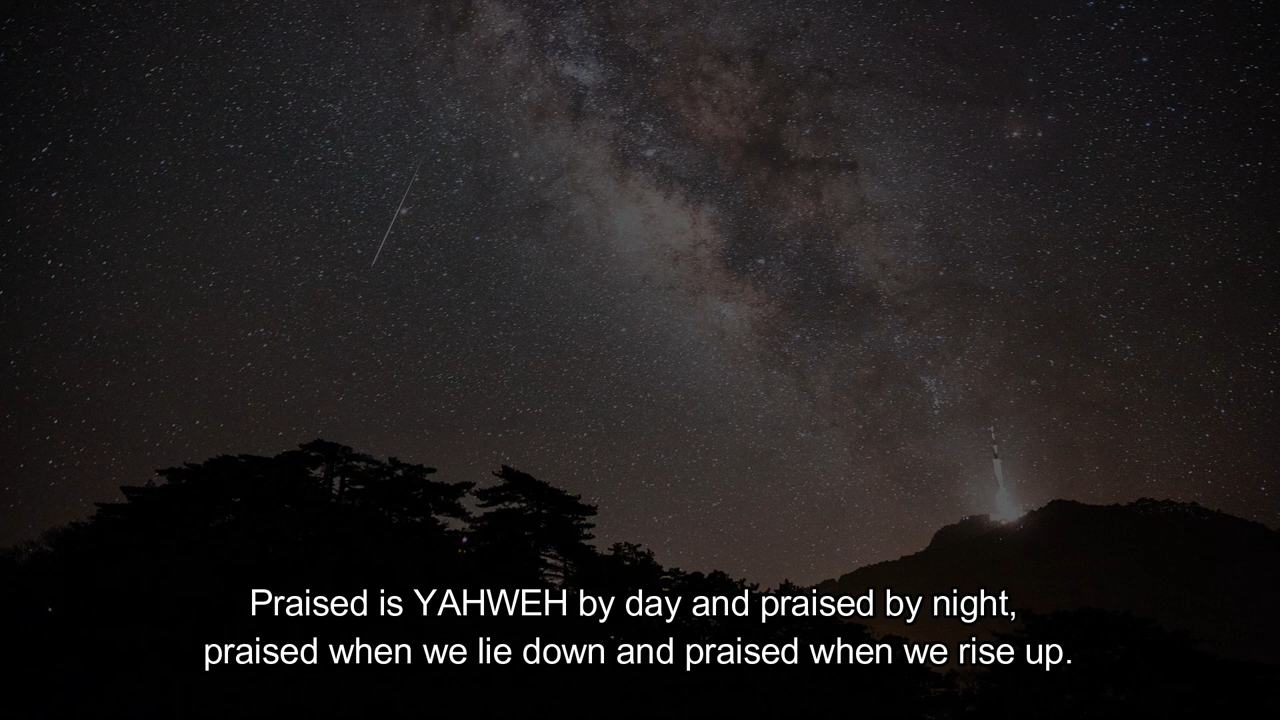 Praised is YAHWEH by day and praised by night,
praised when we lie down and praised when we rise up.